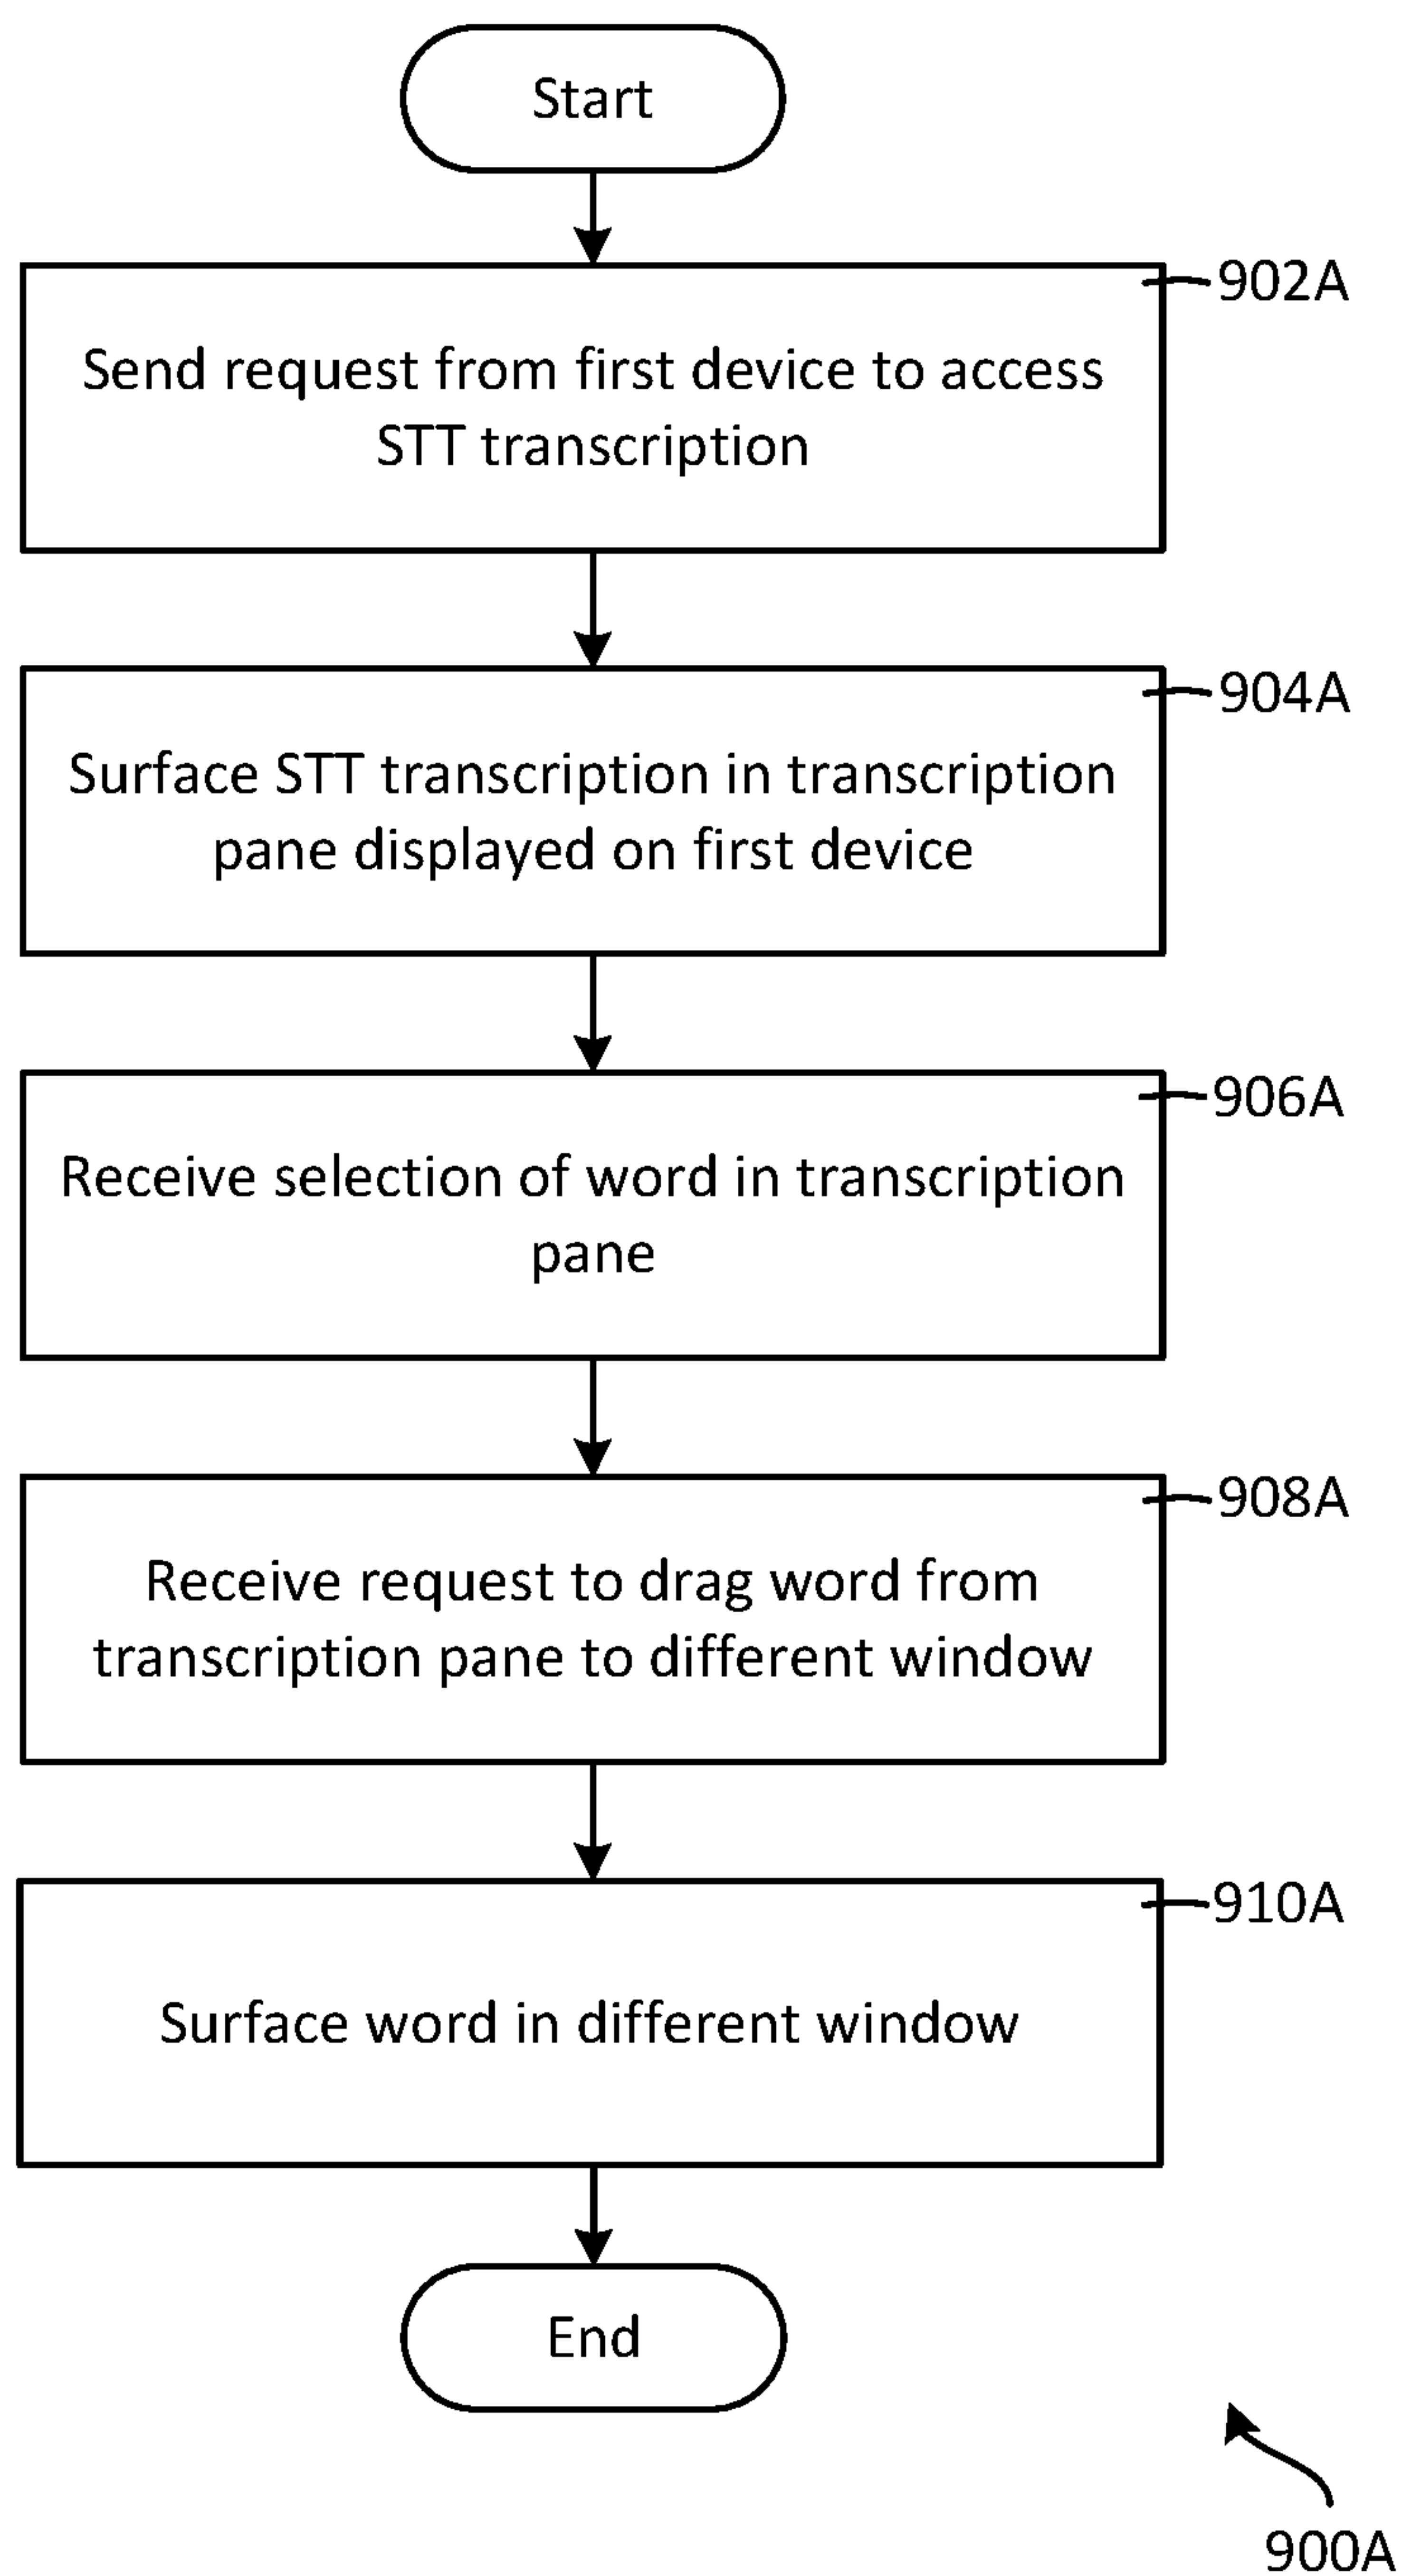 Start
902A
Send request from first device to access
STT transcription
904A
Surface STT transcription in transcription
pane displayed on first device
906A
Receive selection of word in transcription
pane
908A
Receive request to drag word from
transcription pane to different window
910A
Surface word in different window
End
900A